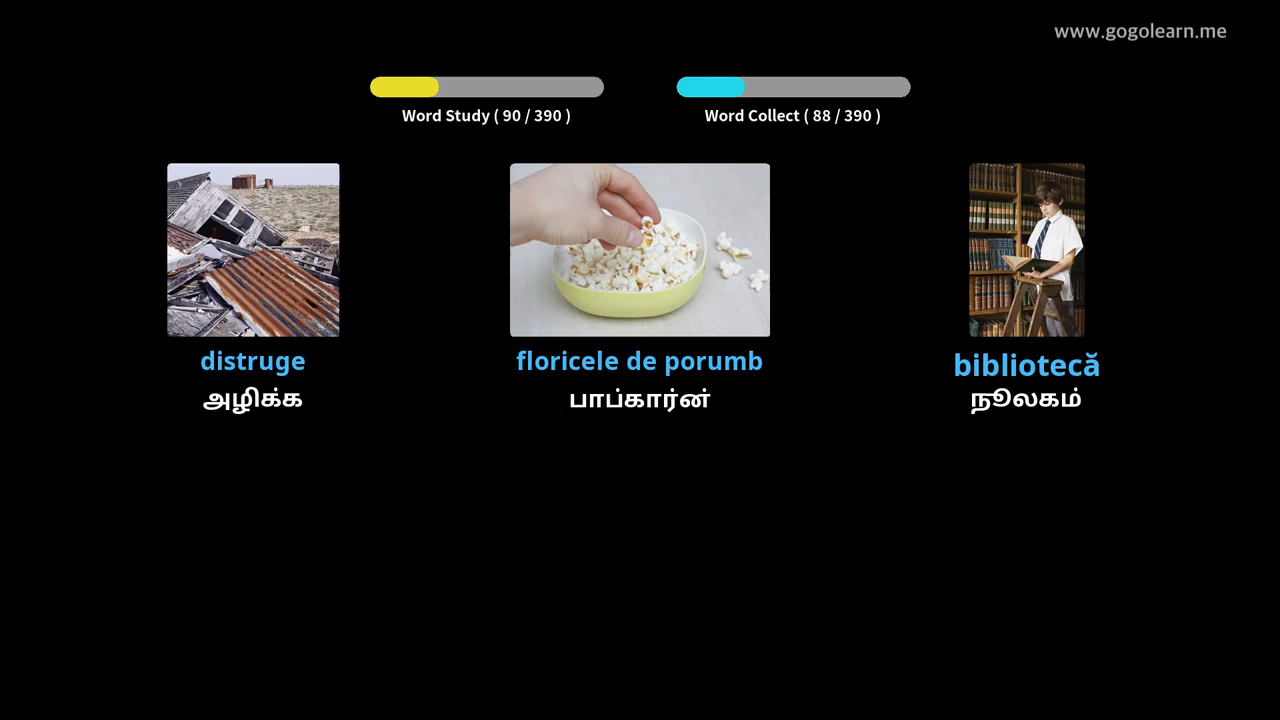 www.gogolearn.me
Word Study ( 90 / 390 )
Word Collect ( 88 / 390 )
distruge
அழிக்க
floricele de porumb
பாப்கார்ன்
bibliotecă
நூலகம்